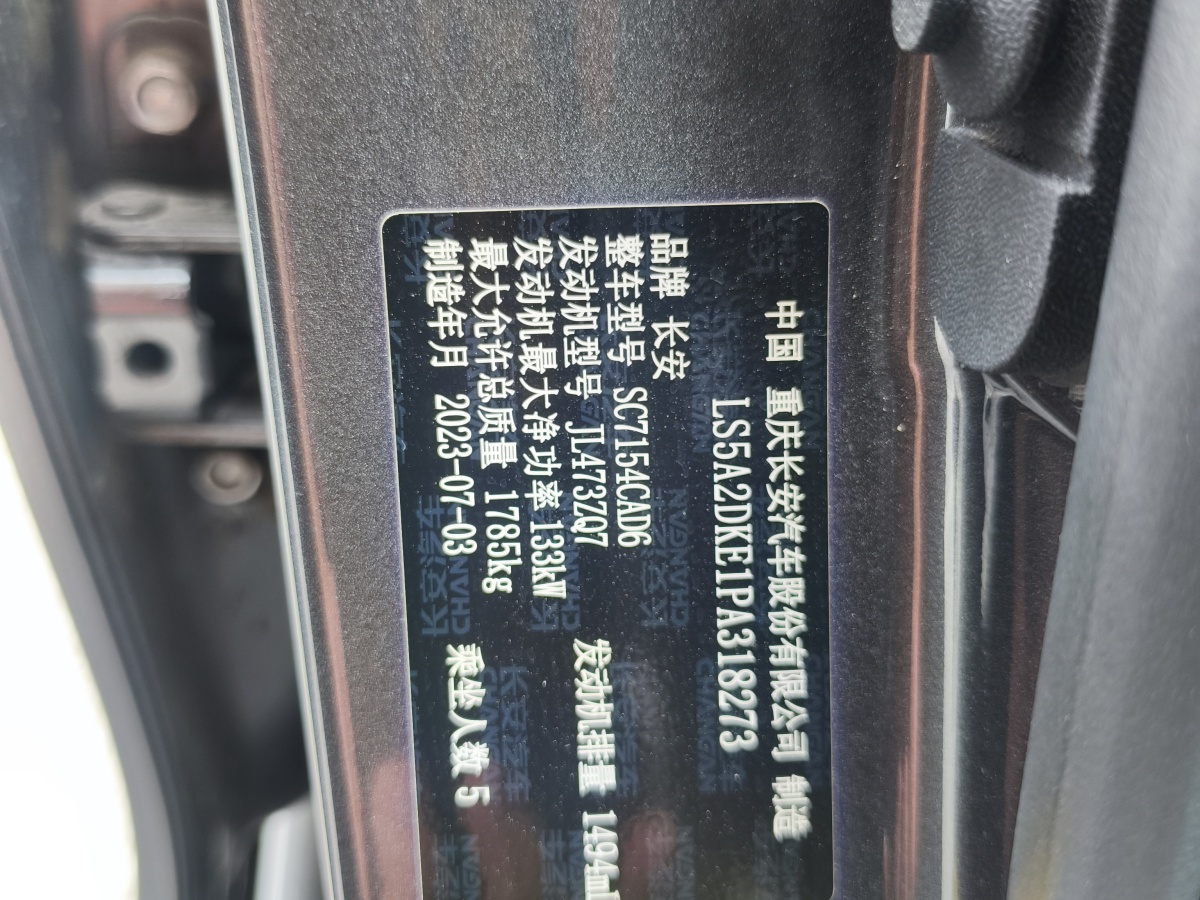 中国 重庆长安汽车股份有限公司 制造
LS5A2DKE1PA318273
品牌 长安
整车型号 SC7154CAD6
发动机型号 JL473ZQ7 发动机排量 1494ml
发动机最大净功率 133kW
最大允许总质量 1785kg
制造年月 2023-07-03 乘坐人数 5